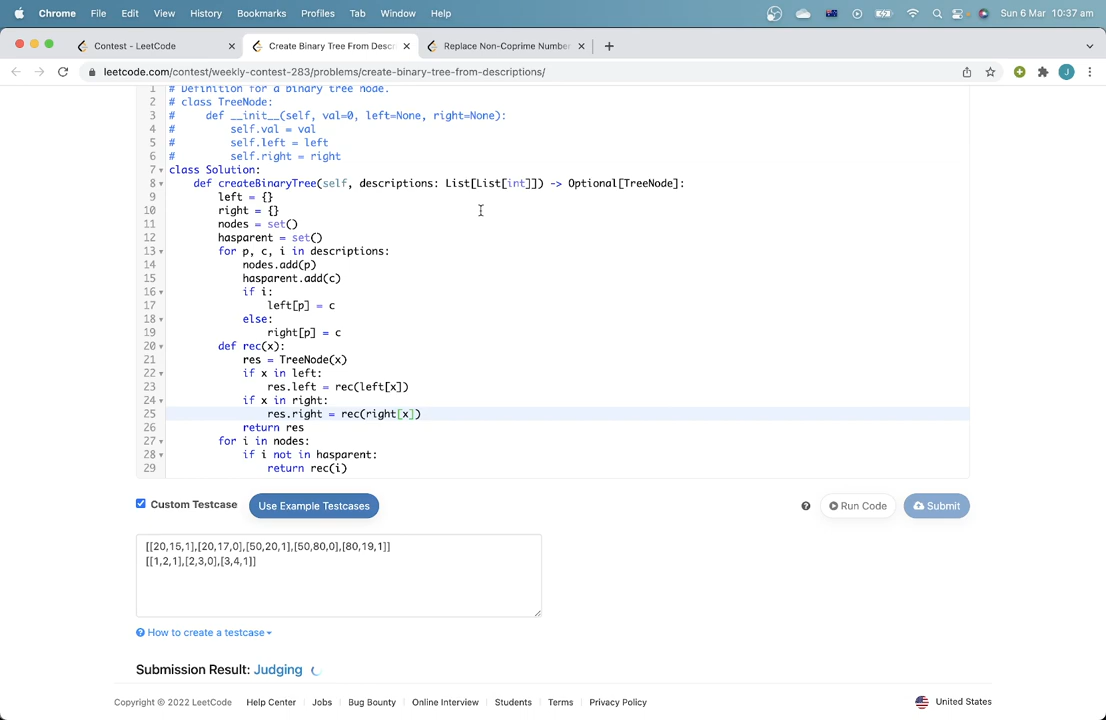 Chrome File Edit View History Bookmarks Profiles Tab Window Help Sun 6 Mar 10:37 am
Contest - LeetCode Create Binary Tree From Descr Replace Non-Coprime Number
leetcode.com/contest/weekly-contest-283/problems/create-binary-tree-from-descriptions/ J
1 # Definition for a binary tree node.
2 # class TreeNode:
3 #     def __init__(self, val=0, left=None, right=None):
4 #         self.val = val
5 #         self.left = left
6 #         self.right = right
7 class Solution:
8     def createBinaryTree(self, descriptions: List[List[int]]) -> Optional[TreeNode]:
9         left = {}
10         right = {}
11         nodes = set()
12         hasparent = set()
13         for p, c, i in descriptions:
14             nodes.add(p)
15             hasparent.add(c)
16             if i:
17                 left[p] = c
18             else:
19                 right[p] = c
20         def rec(x):
21             res = TreeNode(x)
22             if x in left:
23                 res.left = rec(left[x])
24             if x in right:
25                 res.right = rec(right[x])
26             return res
27         for i in nodes:
28             if i not in hasparent:
29                 return rec(i)
Custom Testcase Use Example Testcases ? Run Code Submit
[[20,15,1],[20,17,0],[50,20,1],[50,80,0],[80,19,1]]
[[1,2,1],[2,3,0],[3,4,1]]
? How to create a testcase
Submission Result: Judging
Copyright © 2022 LeetCode Help Center Jobs Bug Bounty Online Interview Students Terms Privacy Policy United States